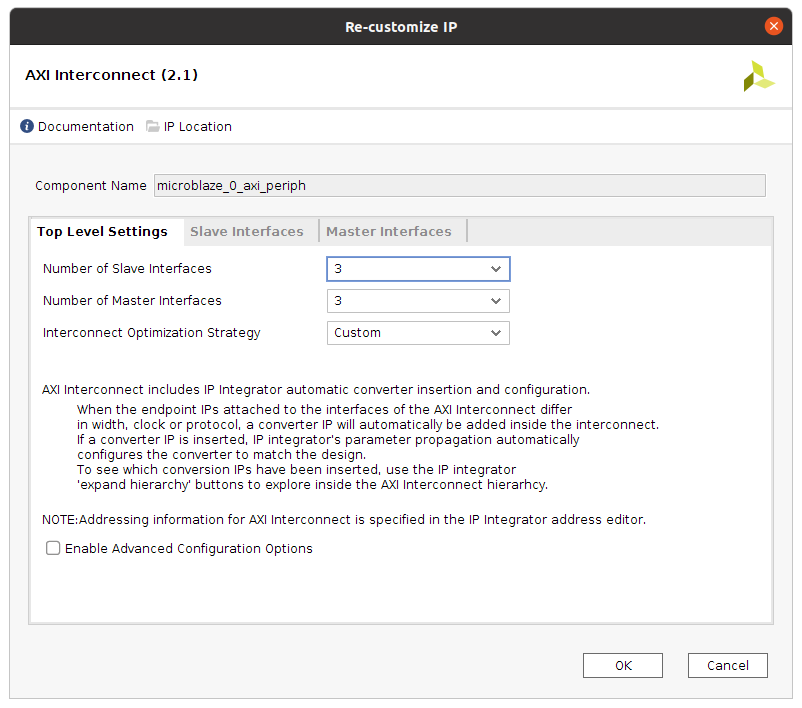 Re-customize IP
AXI Interconnect (2.1)
Documentation IP Location
Component Name microblaze_0_axi_periph
Top Level Settings Slave Interfaces Master Interfaces
Number of Slave Interfaces 3
Number of Master Interfaces 3
Interconnect Optimization Strategy Custom
AXI Interconnect includes IP Integrator automatic converter insertion and configuration.
When the endpoint IPs attached to the interfaces of the AXI Interconnect differ
in width, clock or protocol, a converter IP will automatically be added inside the interconnect.
If a converter IP is inserted, IP integrator's parameter propagation automatically
configures the converter to match the design.
To see which conversion IPs have been inserted, use the IP integrator
'expand hierarchy' buttons to explore inside the AXI Interconnect hierarhcy.
NOTE:Addressing information for AXI Interconnect is specified in the IP Integrator address editor.
Enable Advanced Configuration Options
OK Cancel